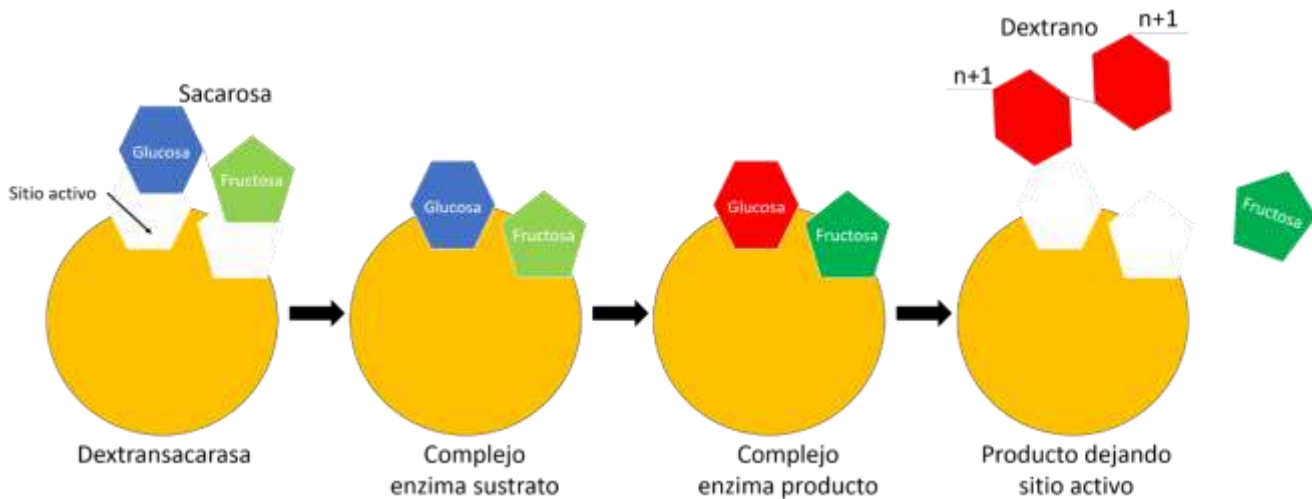 Sacarosa
Glucosa
Fructosa
Sitio activo
Dextransacarasa
Glucosa
Fructosa
Complejo
enzima sustrato
Glucosa
Fructosa
Complejo
enzima producto
Dextrano
n+1
n+1
Fructosa
Producto dejando
sitio activo